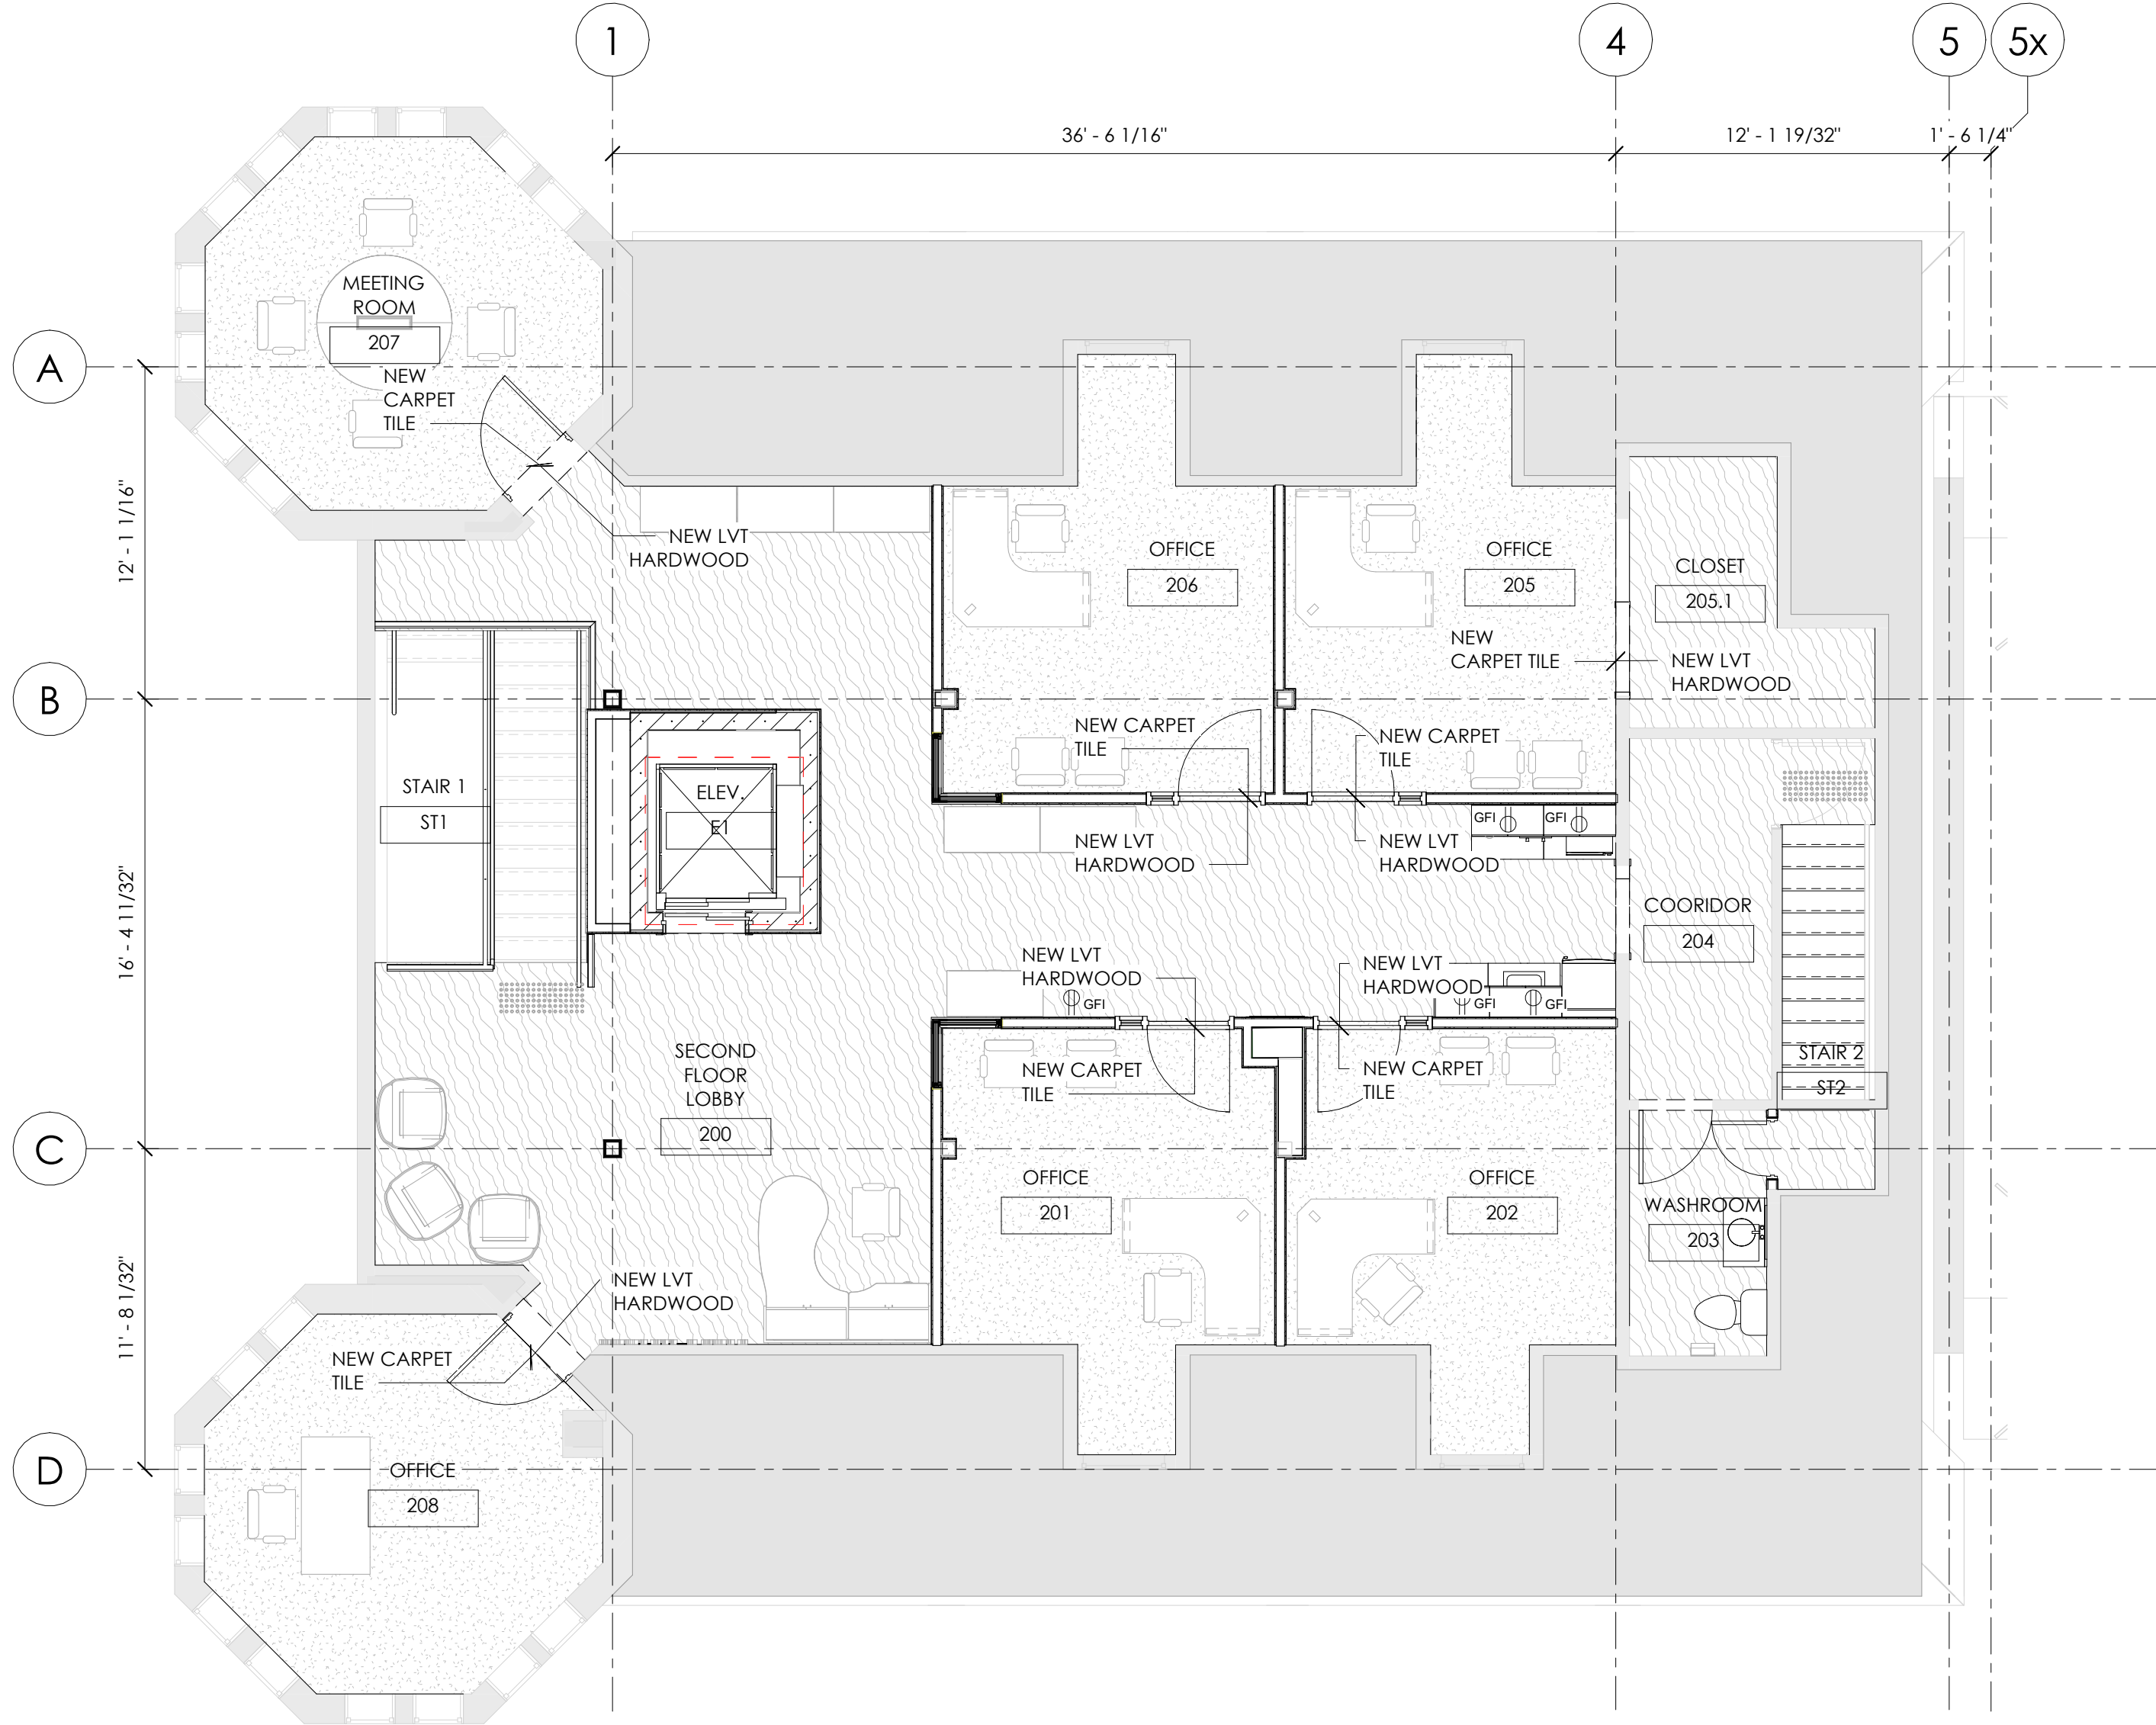 1
4
5
5x
36' - 6 1/16"
12' - 1 19/32"
1' - 6 1/4"
A
B
C
D
12' - 1 1/16"
16' - 4 11/32"
11' - 8 1/32"
MEETING
ROOM
207
NEW
CARPET
TILE
NEW LVT
HARDWOOD
OFFICE
206
OFFICE
205
CLOSET
205.1
NEW
CARPET TILE
NEW LVT
HARDWOOD
NEW CARPET
TILE
NEW CARPET
TILE
STAIR 1
ST1
ELEV.
E1
NEW LVT
HARDWOOD
NEW LVT
HARDWOOD
GFI
GFI
COORIDOR
204
NEW LVT
HARDWOOD
GFI
NEW LVT
HARDWOOD
GFI
GFI
SECOND
FLOOR
LOBBY
200
NEW CARPET
TILE
NEW CARPET
TILE
STAIR 2
ST2
OFFICE
201
OFFICE
202
WASHROOM
203
NEW LVT
HARDWOOD
NEW CARPET
TILE
OFFICE
208